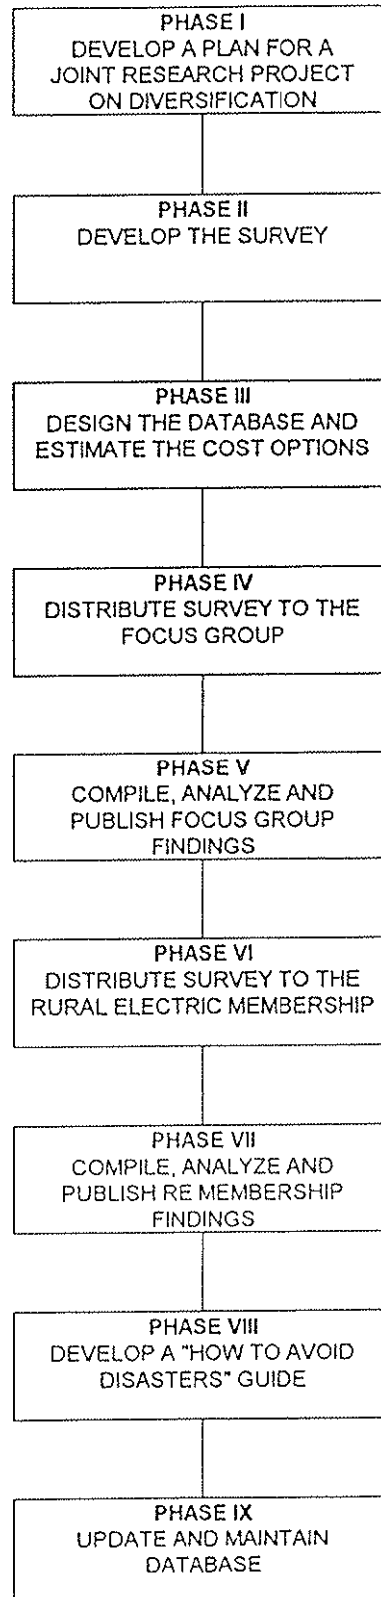 PHASE I
DEVELOP A PLAN FOR A
JOINT RESEARCH PROJECT
ON DIVERSIFICATION
PHASE II
DEVELOP THE SURVEY
PHASE III
DESIGN THE DATABASE AND
ESTIMATE THE COST OPTIONS
PHASE IV
DISTRIBUTE SURVEY TO THE
FOCUS GROUP
PHASE V
COMPILE, ANALYZE AND
PUBLISH FOCUS GROUP
FINDINGS
PHASE VI
DISTRIBUTE SURVEY TO THE
RURAL ELECTRIC MEMBERSHIP
PHASE VII
COMPILE, ANALYZE AND
PUBLISH RE MEMBERSHIP
FINDINGS
PHASE VIII
DEVELOP A "HOW TO AVOID
DISASTERS" GUIDE
PHASE IX
UPDATE AND MAINTAIN
DATABASE